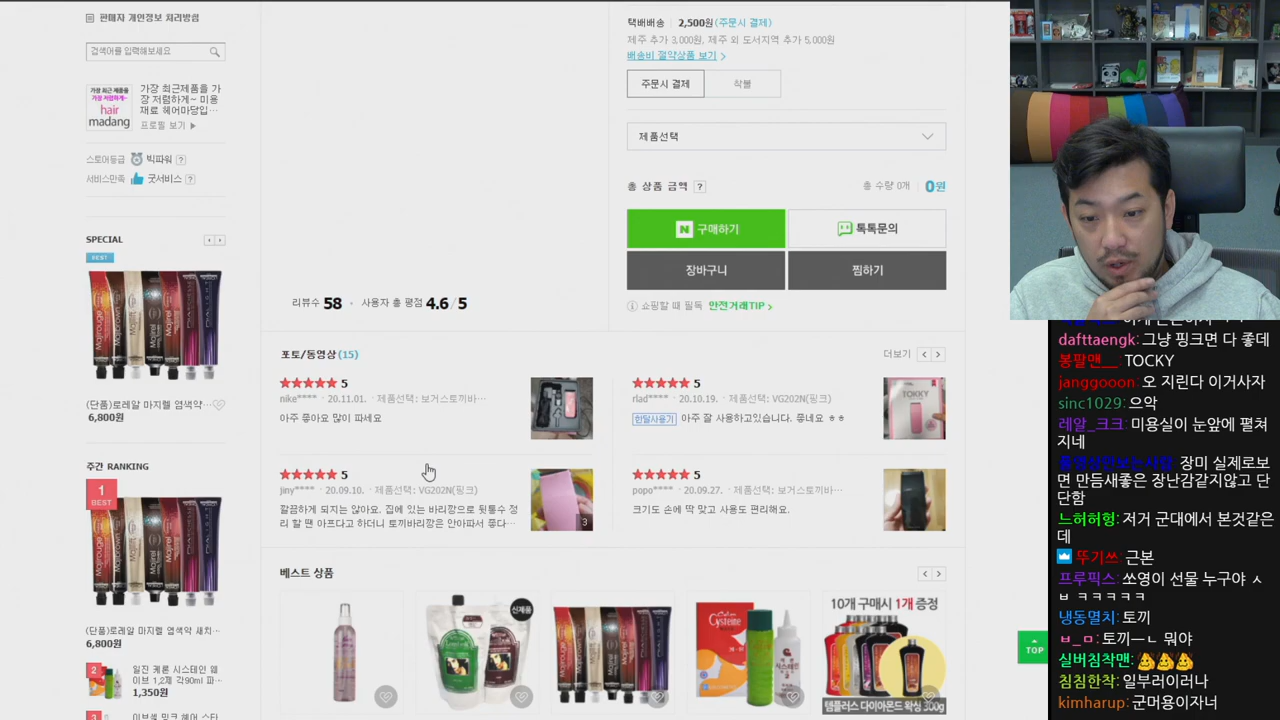 판매자 개인정보 처리방침
검색어를 입력해보세요
가장 최근 제품을
가장 저렴하게~
hair
madang
가장 최근제품을 가
장 저렴하게~ 미용
재료 헤어마당입…
프로필 보기
스토어등급 빅파워 ?
서비스만족 굿서비스 ?
SPECIAL
BEST
(단품)로레알 마지렐 염색약…
6,800원
주간 RANKING
1
BEST
(단품)로레알 마지렐 염색약 새치…
6,800원
2
일진 케론 시스테인 웨
이브 1,2제 각90ml 파…
1,350원
3
택배배송 2,500원(주문시 결제)
제주 추가 3,000원, 제주 외 도서지역 추가 5,000원
배송비 절약상품 보기
주문시 결제
착불
제품선택
총 상품 금액 ?
총 수량 0개 0원
N 구매하기
톡톡문의
장바구니
찜하기
쇼핑할 때 필독 안전거래TIP
리뷰수 58 · 사용자 총 평점 4.6/5
포토/동영상 (15)
더보기
★★★★★ 5
nike**** · 20.11.01. · 제품선택: 보거스토끼바…
아주 좋아요 많이 파세요
★★★★★ 5
rlad**** · 20.10.19. · 제품선택: VG202N(핑크)
한달사용기 아주 잘 사용하고있습니다. 좋네요 ㅎㅎ
TOKKY
★★★★★ 5
jiny**** · 20.09.10. · 제품선택: VG202N(핑크)
깔끔하게 되지는 않아요. 집에 있는 바리깡으로 뒷통수 정
리 할 땐 아프다고 하더니 토끼바리깡은 안아파서 좋다…
3
★★★★★ 5
popo**** · 20.09.27. · 제품선택: 보거스토끼바…
크기도 손에 딱 맞고 사용도 편리해요.
베스트 상품
신제품
Cysteine
10개 구매시 1개 증정
템플러스 다이아몬드 왁싱 300g
TOP
dafttaengk: 그냥 핑크면 다 좋데
봉팔맨__: TOCKY
janggooon: 오 지린다 이거사자
sinc1029: 으악
레알_크크: 미용실이 눈앞에 펼쳐
지네
장미 실제로보
면 만듬새좋은 장난감같지않고 단
단함
느허허헝: 저거 군대에서 본것같은
데
뚜기쓰: 근본
프루픽스: 쏘영이 선물 누구야 ㅅ
ㅂ ㅋㅋㅋㅋㅋ
냉동멸치: 토끼
ㅂ_ㅁ: 토끼ㅡㄴ 뭐야
실버침착맨:
침침한착: 일부러이러나
kimharup: 군머용이자너